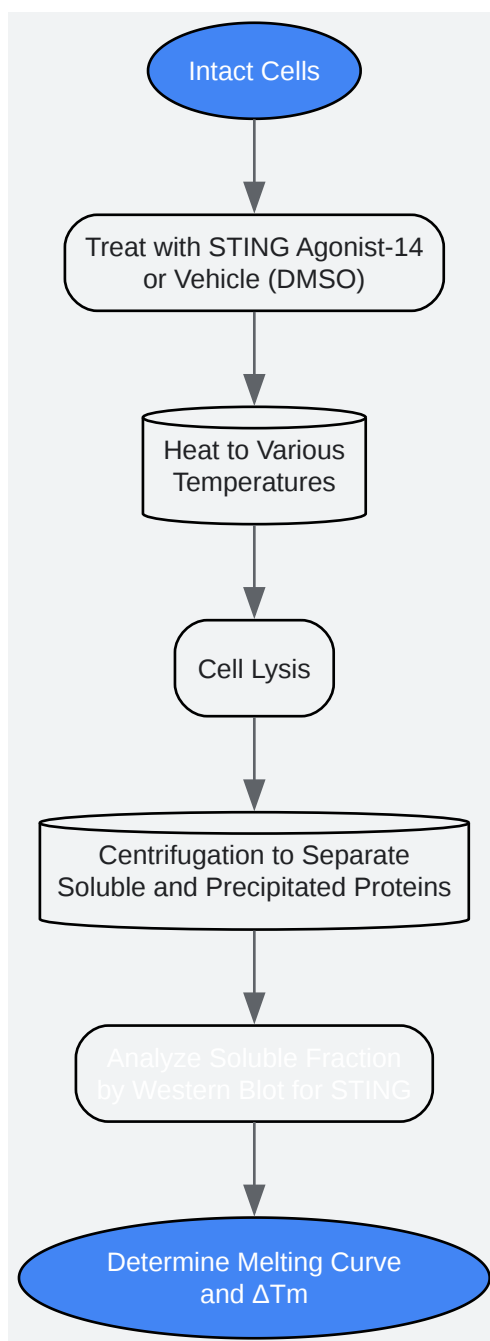 Intact Cells
Treat with STING Agonist-14
or Vehicle (DMSO)
Heat to Various
Temperatures
Cell Lysis
Centrifugation to Separate
Soluble and Precipitated Proteins
Analyze Soluble Fraction
by Western Blot for STING
Determine Melting Curve
and ΔTm